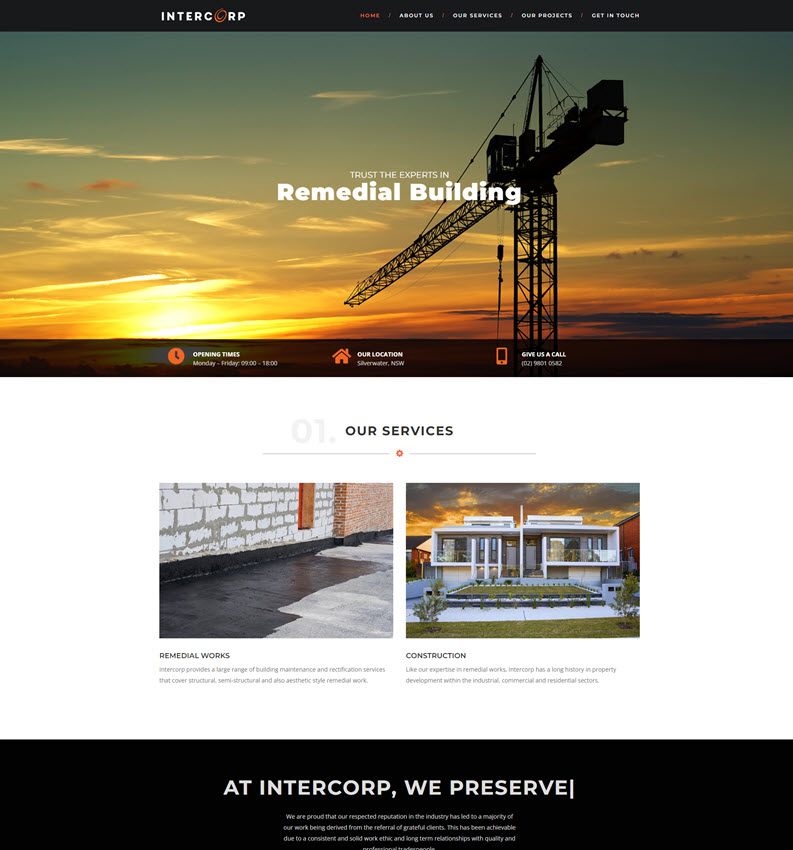 INTERCORP
HOME / ABOUT US / OUR SERVICES / OUR PROJECTS / GET IN TOUCH
TRUST THE EXPERTS IN
Remedial Building
OPENING TIMES
Monday – Friday: 09:00 – 18:00
OUR LOCATION
Silverwater, NSW
GIVE US A CALL
(02) 9801 0582
01. OUR SERVICES
REMEDIAL WORKS
Intercorp provides a large range of building maintenance and rectification services
that cover structural, semi-structural and also aesthetic style remedial work.
CONSTRUCTION
Like our expertise in remedial works, Intercorp has a long history in property
development within the industrial, commercial and residential sectors.
AT INTERCORP, WE PRESERVE|
We are proud that our respected reputation in the industry has led to a majority of
our work being derived from the referral of grateful clients. This has been achievable
due to a consistent and solid work ethic and long term relationships with quality and
professional tradespeople.